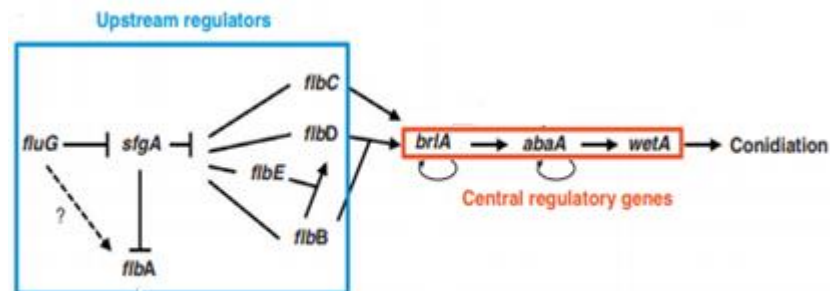 Upstream regulators
flbC
fluG sfgA flbD brlA abaA wetA Conidiation
flbE
?
Central regulatory genes
flbB
flbA